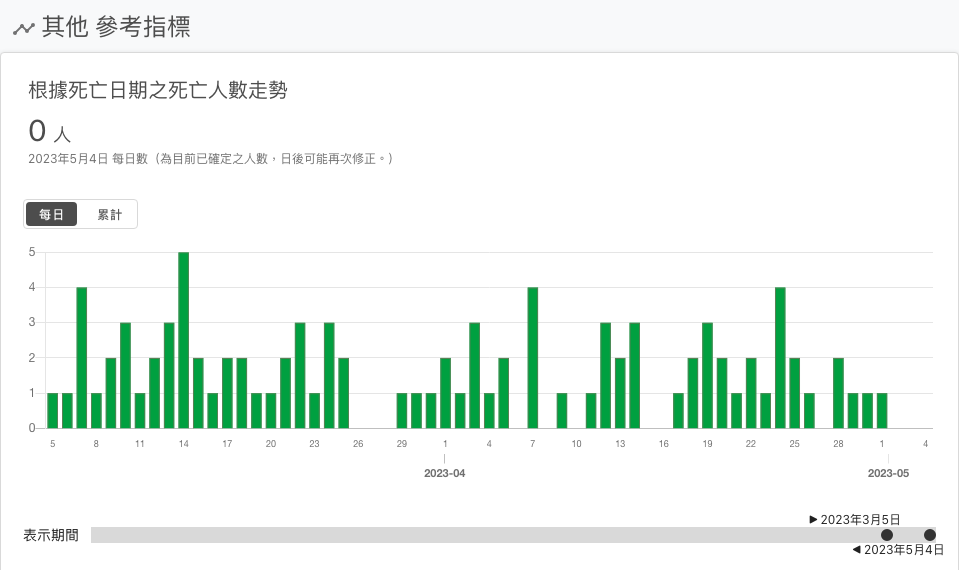 其他 參考指標
根據死亡日期之死亡人數走勢
0 人
2023年5月4日 每日數（為目前已確定之人數，日後可能再次修正。）
每日 累計
5
4
3
2
1
0
5 8 11 14 17 20 23 26 29 1 4 7 10 13 16 19 22 25 28 1 4
2023-04 2023-05
▶ 2023年3月5日
表示期間
◀ 2023年5月4日